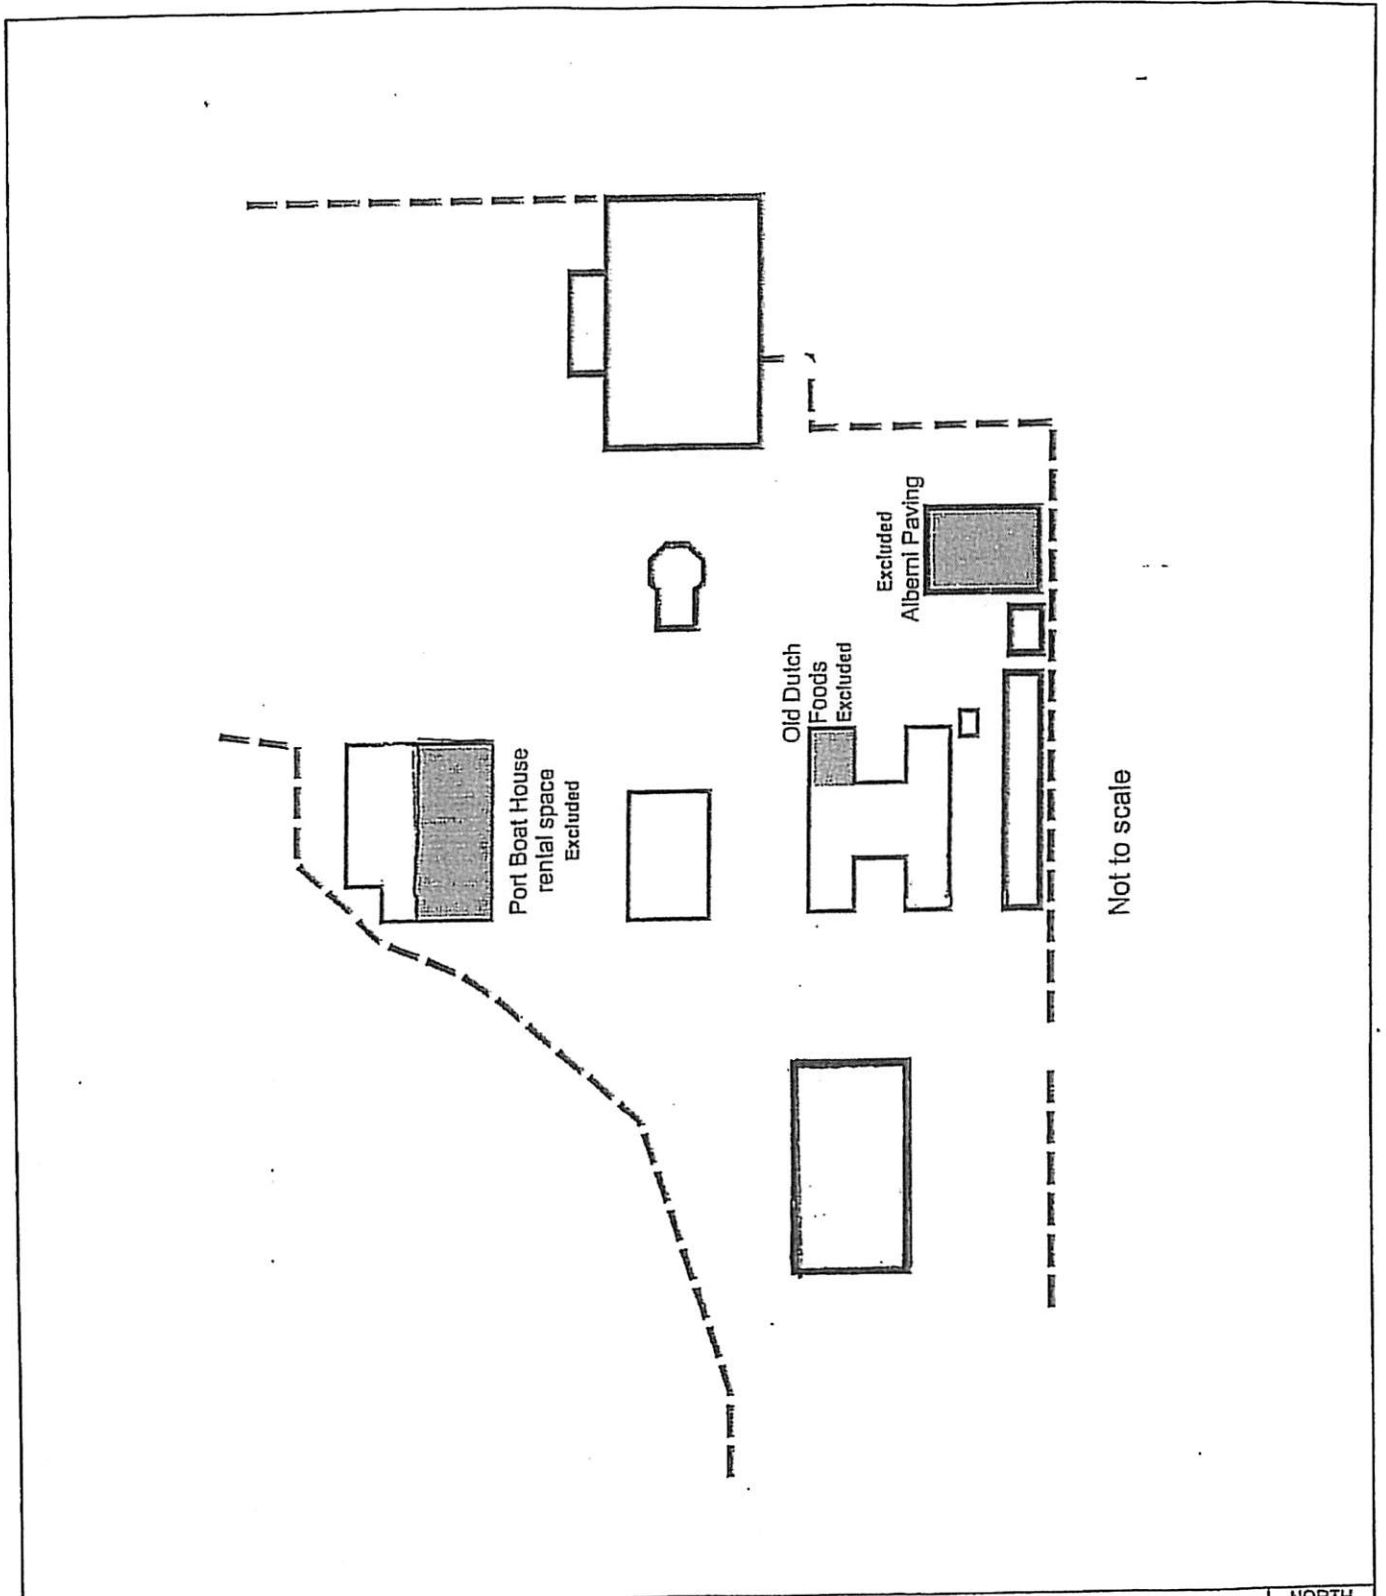 Excluded
Alberni Paving
Old Dutch
Foods
Excluded
Port Boat House
rental space
Excluded
Not to scale
NORTH